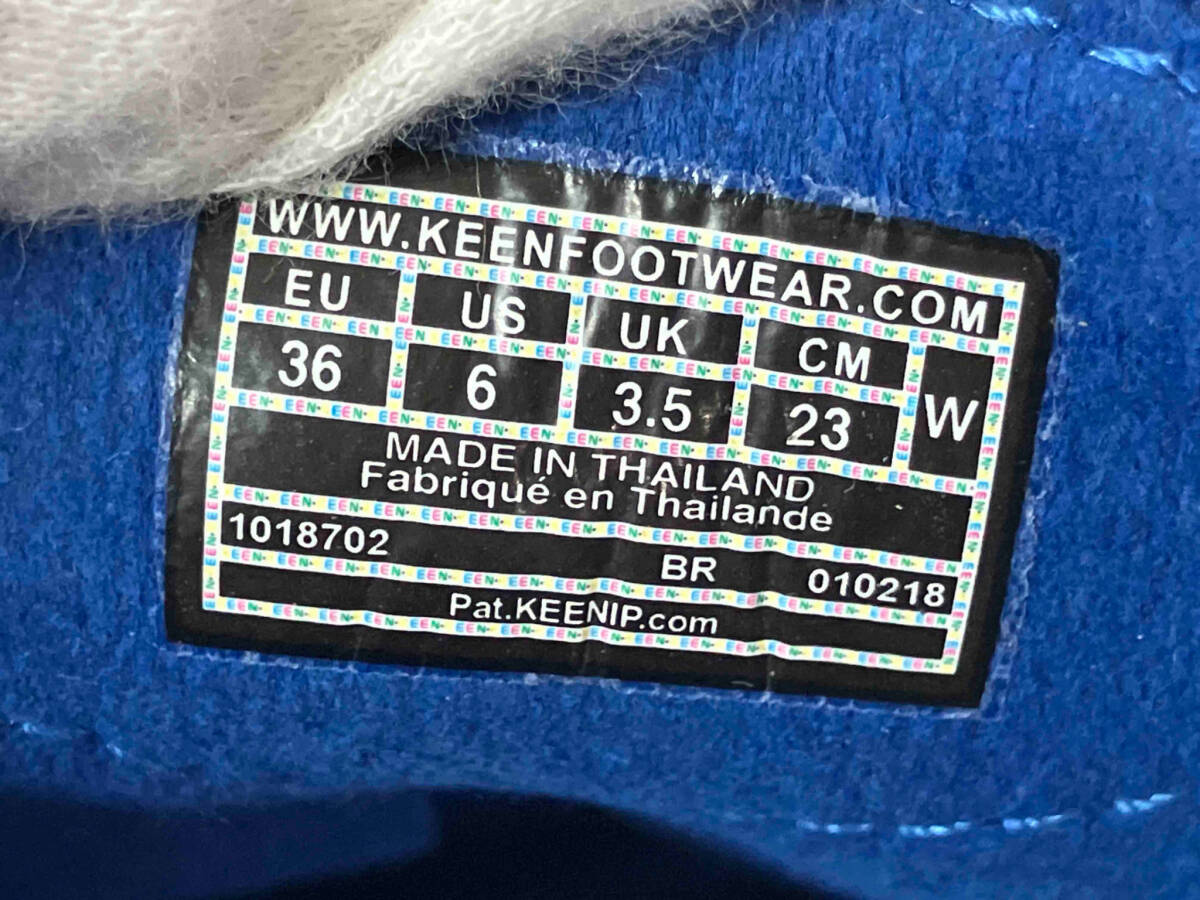 WWW.KEENFOOTWEAR.COM
EU US UK CM W
36 6 3.5 23
MADE IN THAILAND
Fabriqué en Thaïlande
1018702 BR 010218
Pat.KEENIP.com